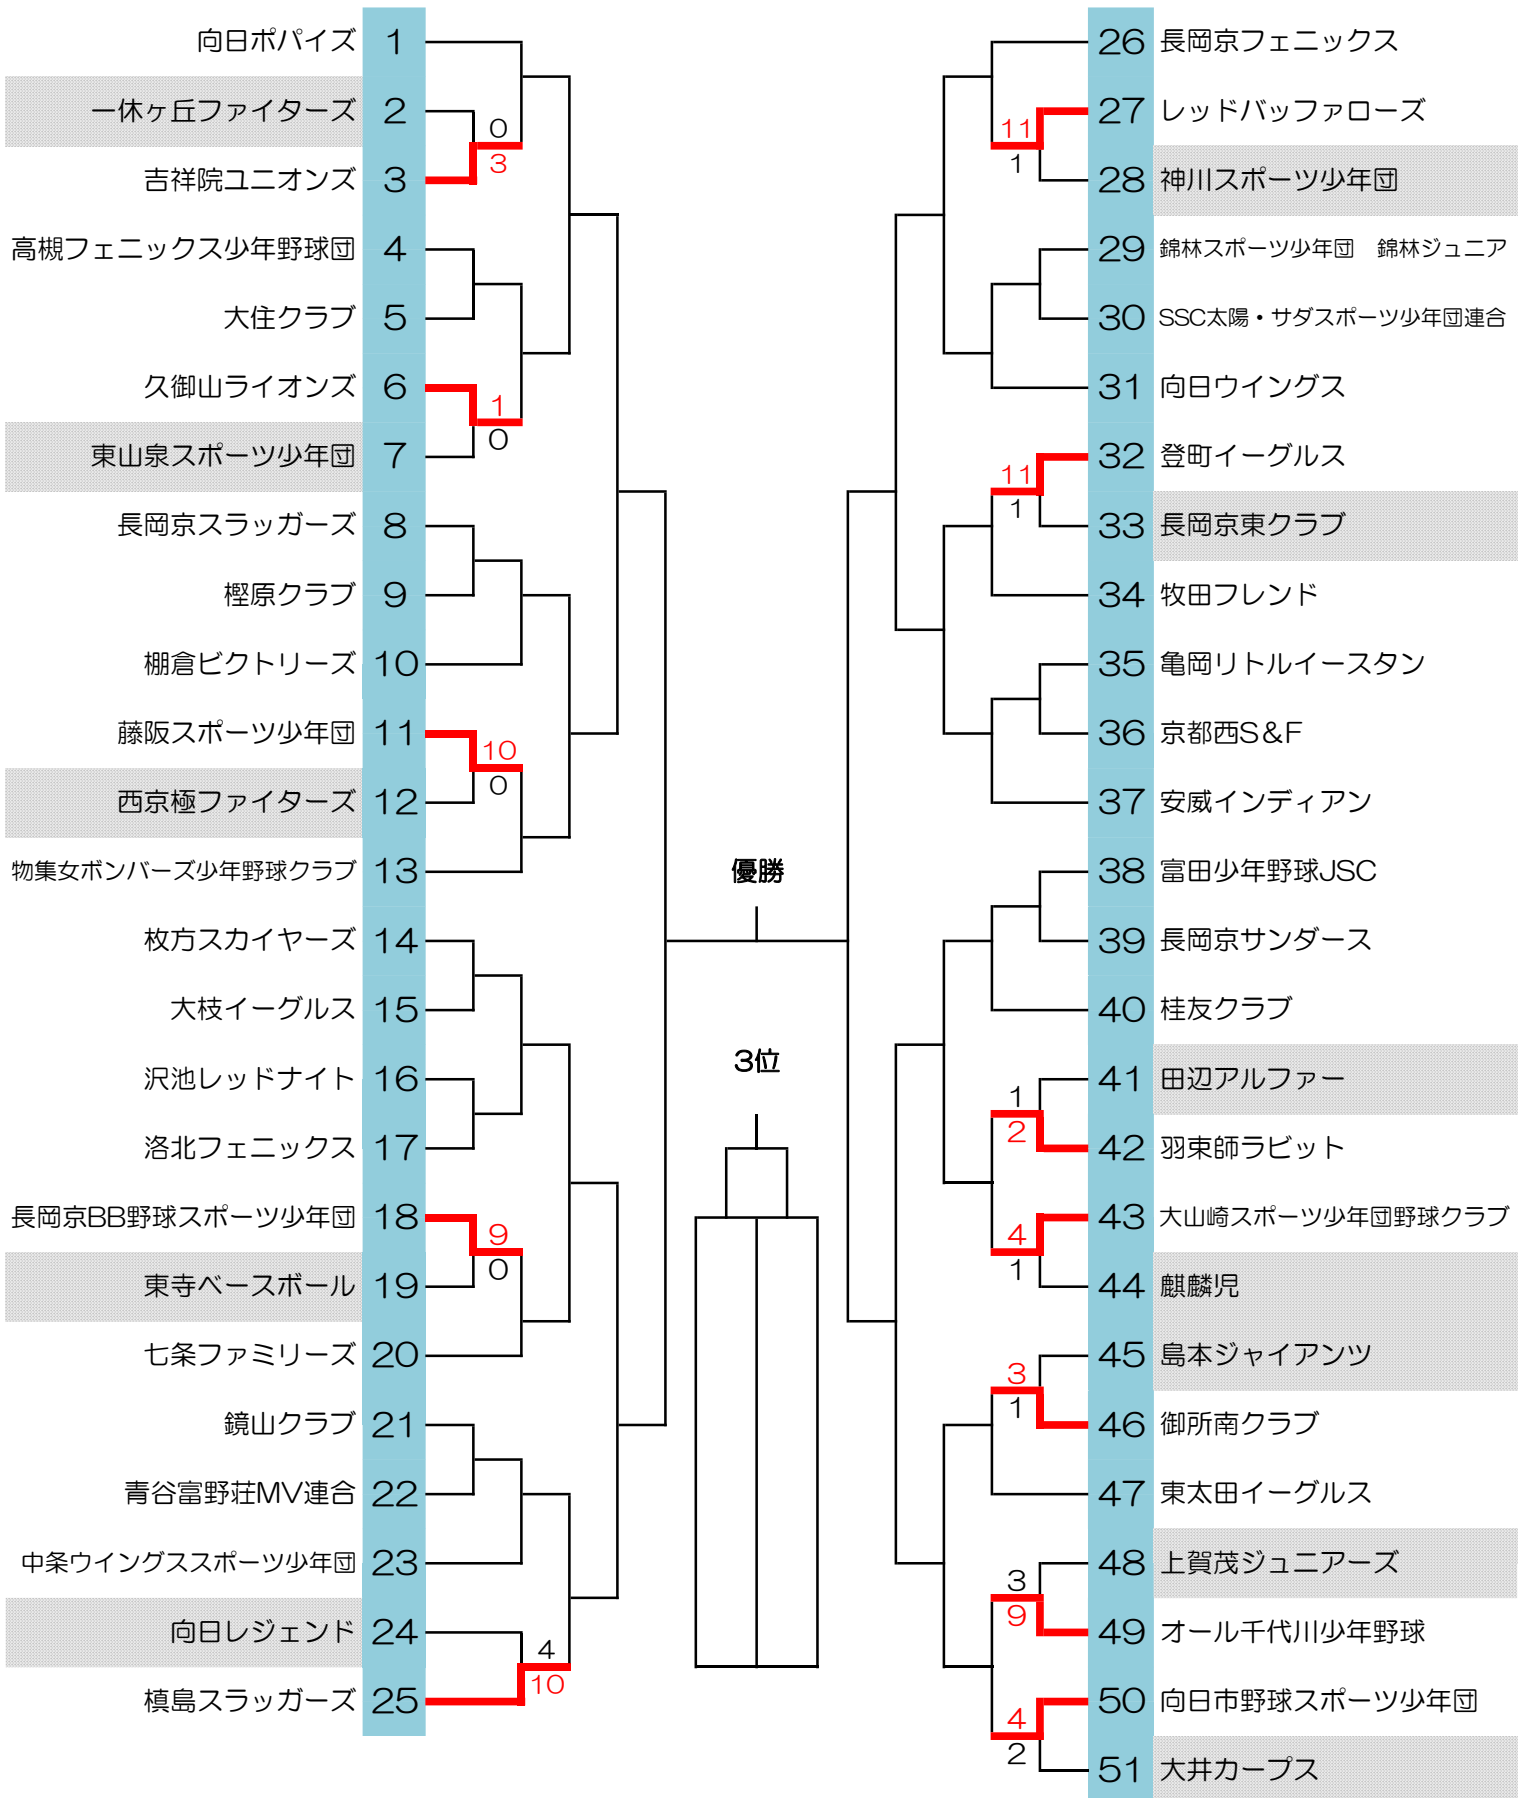 向日ポパイズ 1
一休ヶ丘ファイターズ 2
0
3
吉祥院ユニオンズ 3
高槻フェニックス少年野球団 4
大住クラブ 5
久御山ライオンズ 6
1
0
東山泉スポーツ少年団 7
長岡京スラッガーズ 8
樫原クラブ 9
棚倉ビクトリーズ 10
藤阪スポーツ少年団 11
10
0
西京極ファイターズ 12
物集女ボンバーズ少年野球クラブ 13
枚方スカイヤーズ 14
大枝イーグルス 15
沢池レッドナイト 16
洛北フェニックス 17
長岡京BB野球スポーツ少年団 18
9
0
東寺ベースボール 19
七条ファミリーズ 20
鏡山クラブ 21
青谷富野荘MV連合 22
中条ウイングススポーツ少年団 23
向日レジェンド 24
4
10
槙島スラッガーズ 25
優勝
3位
26 長岡京フェニックス
27 レッドバッファローズ
11
1
28 神川スポーツ少年団
29 錦林スポーツ少年団 錦林ジュニア
30 SSC太陽・サダスポーツ少年団連合
31 向日ウイングス
32 登町イーグルス
11
1
33 長岡京東クラブ
34 牧田フレンド
35 亀岡リトルイースタン
36 京都西S&F
37 安威インディアン
38 富田少年野球JSC
39 長岡京サンダース
40 桂友クラブ
41 田辺アルファー
1
2
42 羽束師ラビット
43 大山崎スポーツ少年団野球クラブ
4
1
44 麒麟児
45 島本ジャイアンツ
3
1
46 御所南クラブ
47 東太田イーグルス
48 上賀茂ジュニアーズ
3
9
49 オール千代川少年野球
50 向日市野球スポーツ少年団
4
2
51 大井カープス